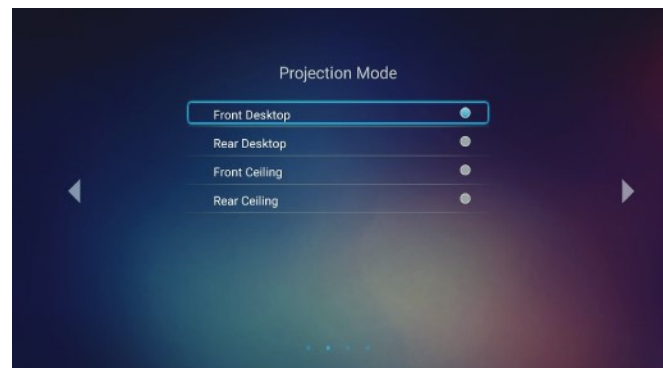 Projection Mode
Front Desktop
Rear Desktop
Front Ceiling
Rear Ceiling